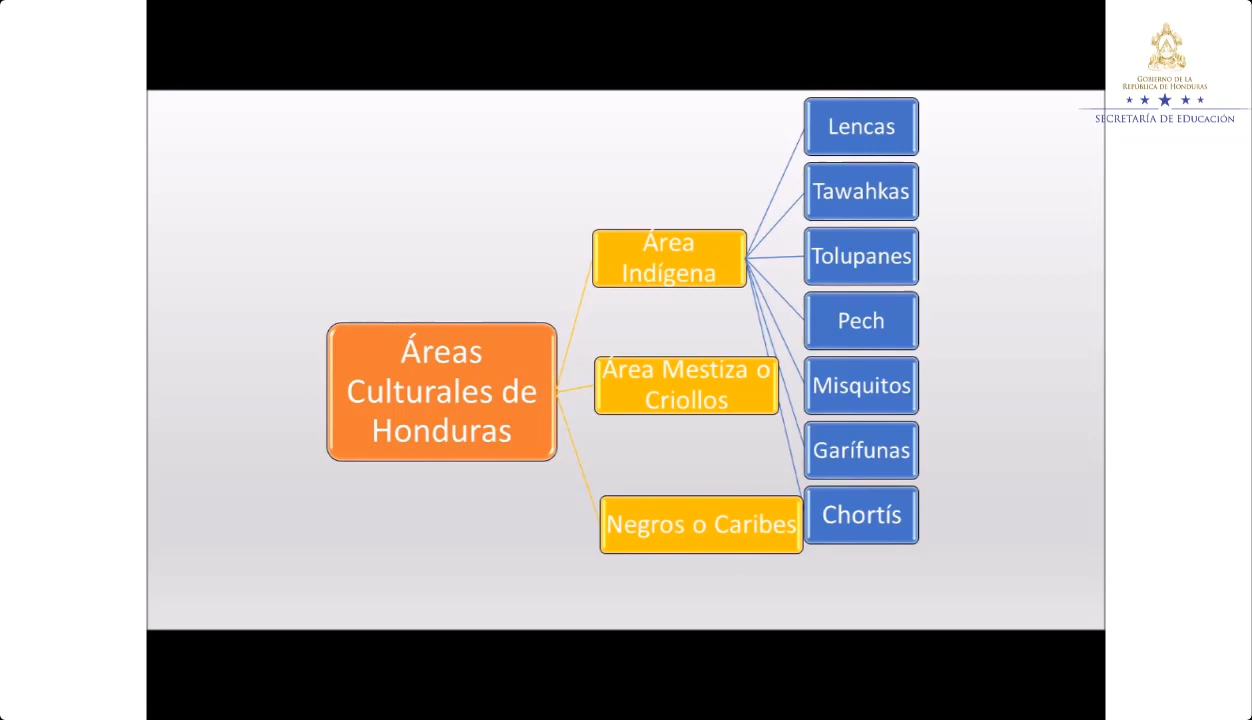 GOBIERNO DE LA
REPÚBLICA DE HONDURAS
SECRETARÍA DE EDUCACIÓN
Áreas
Culturales de
Honduras
Área
Indígena
Área Mestiza o
Criollos
Negros o Caribes
Lencas
Tawahkas
Tolupanes
Pech
Misquitos
Garífunas
Chortís